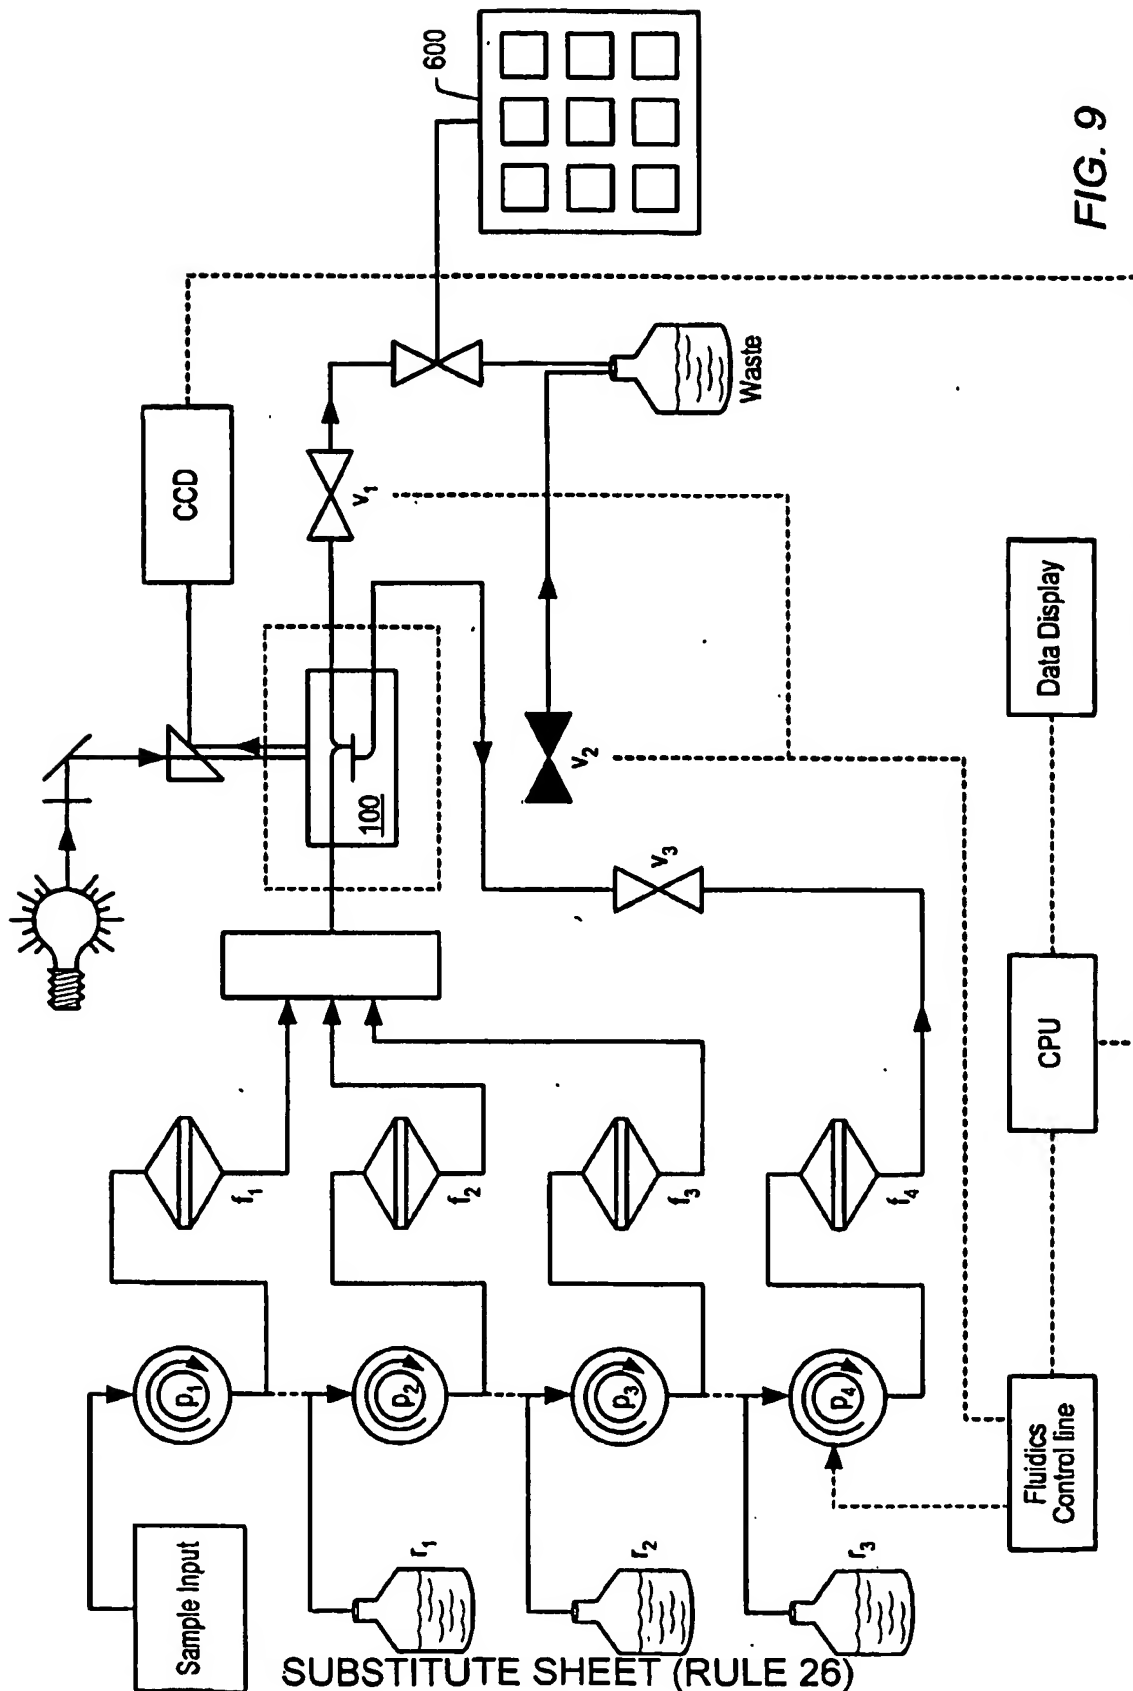 600
CCD
v1
Waste
100
v2
v3
Data Display
CPU
Fluidics
Control line
f1
f2
f3
f4
p1
p2
p3
p4
Sample Input
r1
r2
r3
FIG. 9
SUBSTITUTE SHEET (RULE 26)